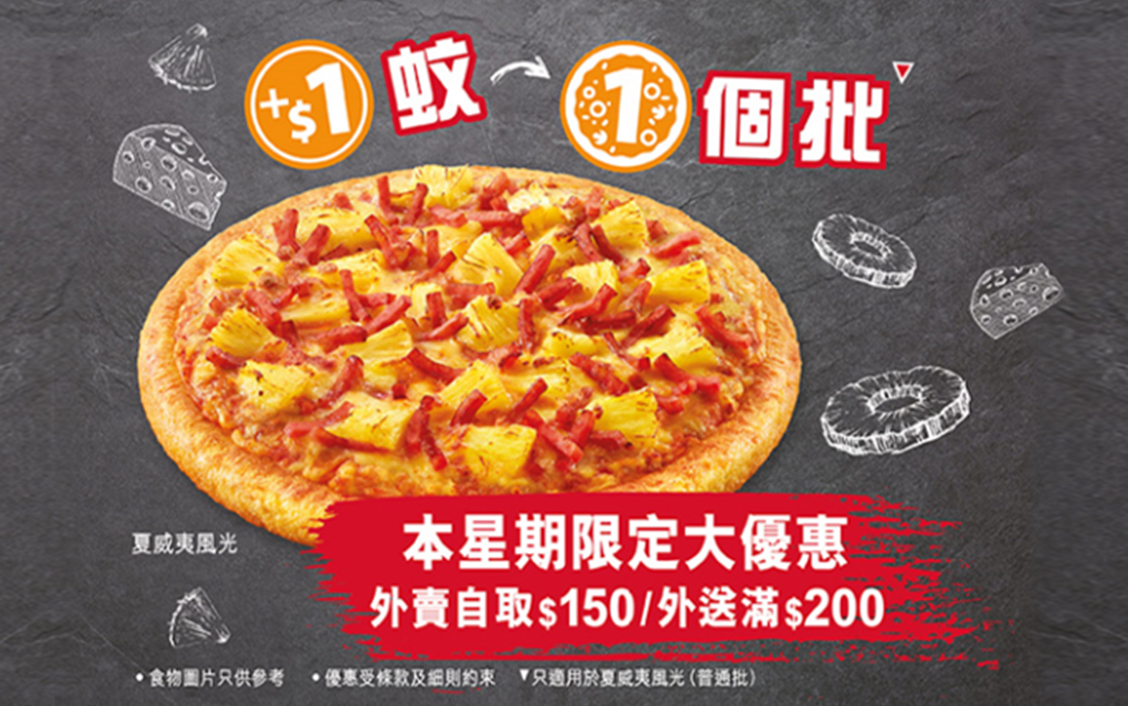 +$1蚊 1個批▼
夏威夷風光
本星期限定大優惠
外賣自取$150/外送滿$200
• 食物圖片只供參考 • 優惠受條款及細則約束 ▼只適用於夏威夷風光(普通批)